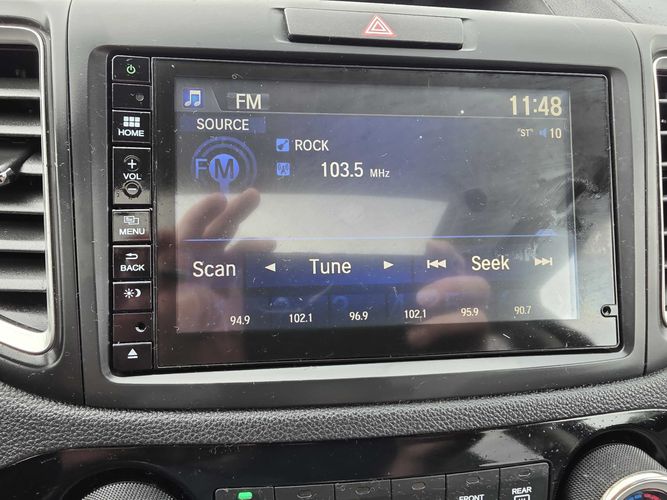 FM
11:48
SOURCE
"ST" 10
FM
ROCK
103.5 MHz
HOME
+
VOL
MENU
BACK
Scan Tune Seek
94.9 102.1 96.9 102.1 95.9 90.7
FRONT
REAR